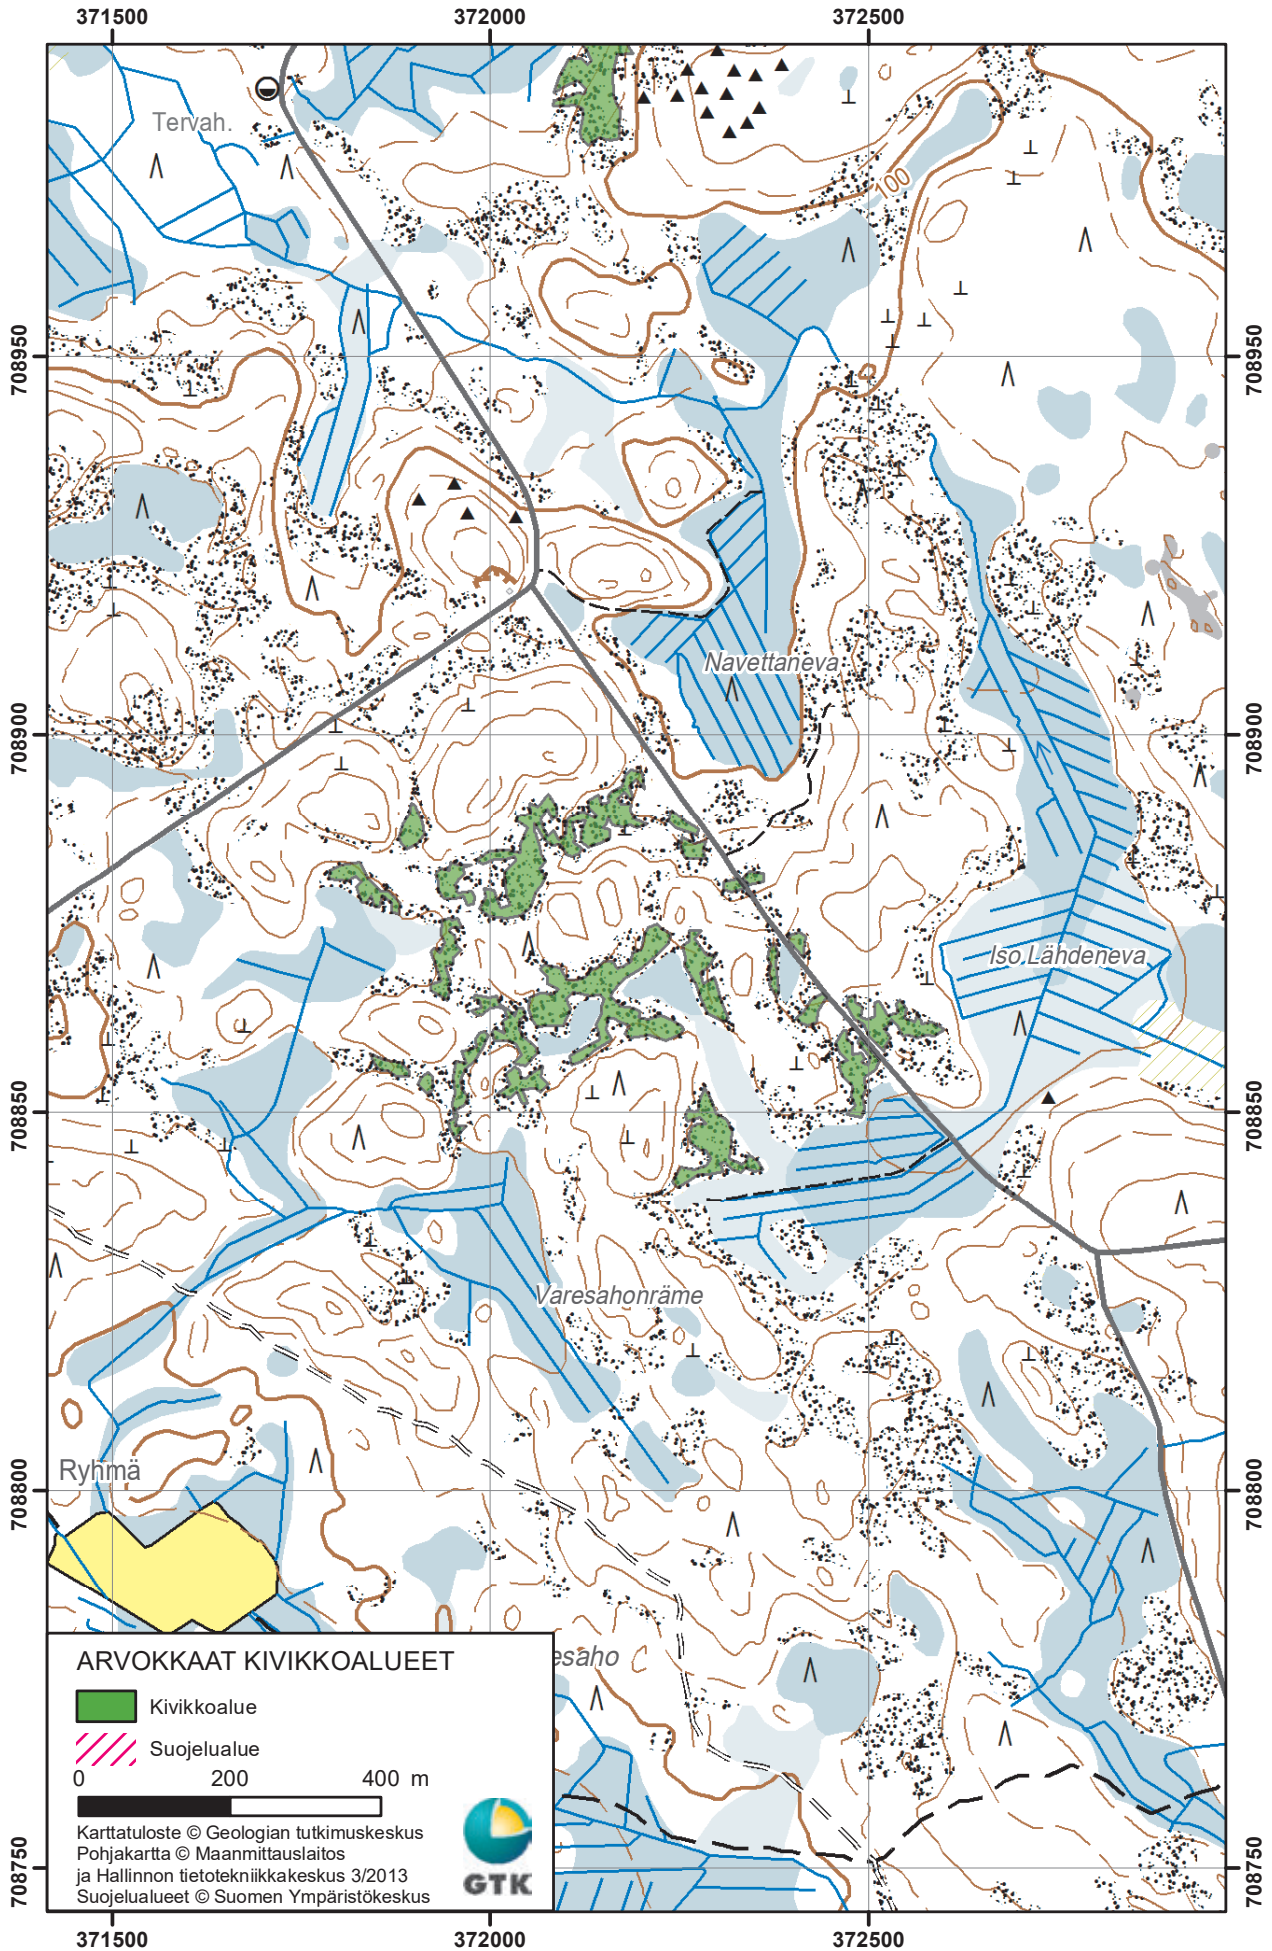 371500 372000 372500
Tervah.
100
708950 708950
Navettaneva
708900 708900
Iso Lähdeneva
708850 708850
Varesahonräme
Ryhmä
708800 708800
esaho
ARVOKKAAT KIVIKKOALUEET
Kivikkoalue
Suojelualue
0 200 400 m
Karttatuloste © Geologian tutkimuskeskus
Pohjakartta © Maanmittauslaitos
ja Hallinnon tietotekniikkakeskus 3/2013
Suojelualueet © Suomen Ympäristökeskus
GTK
708750 708750
371500 372000 372500